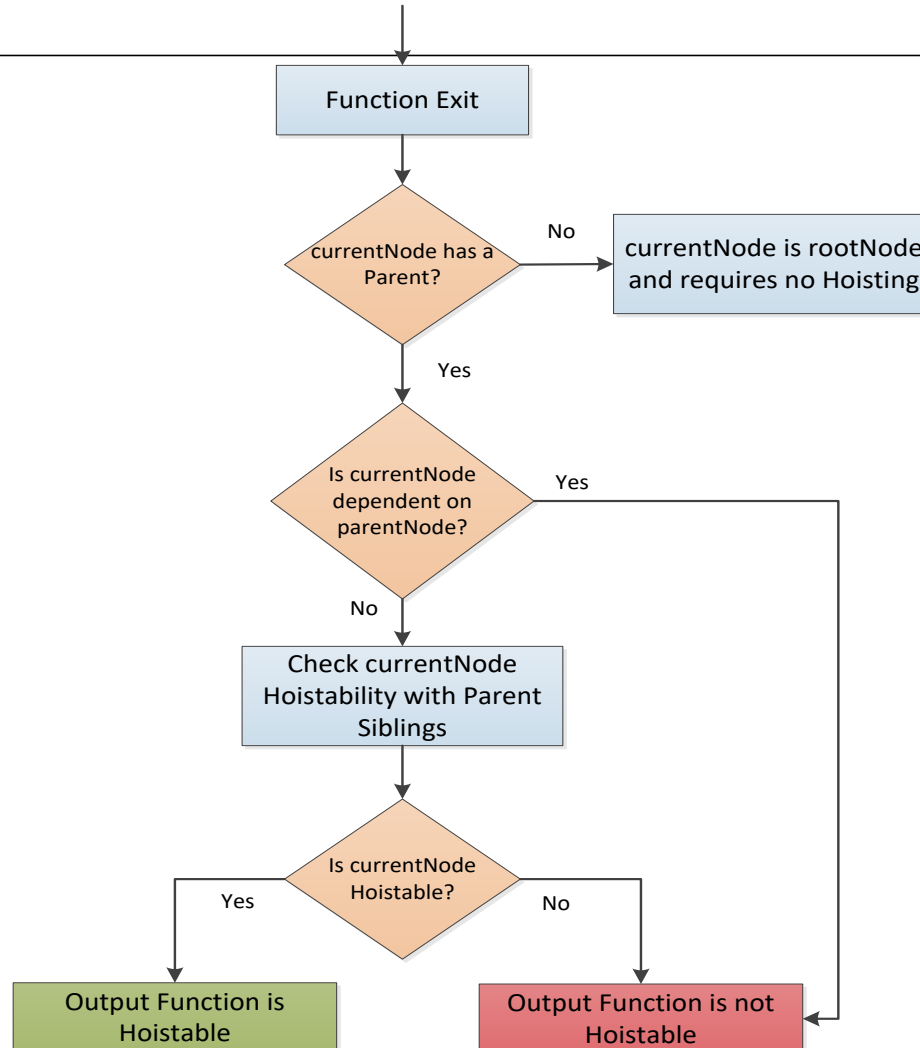 Function Exit
currentNode has a
Parent?
No
currentNode is rootNode
and requires no Hoisting
Yes
Is currentNode
dependent on
parentNode?
Yes
No
Check currentNode
Hoistability with Parent
Siblings
Is currentNode
Hoistable?
Yes
No
Output Function is
Hoistable
Output Function is not
Hoistable